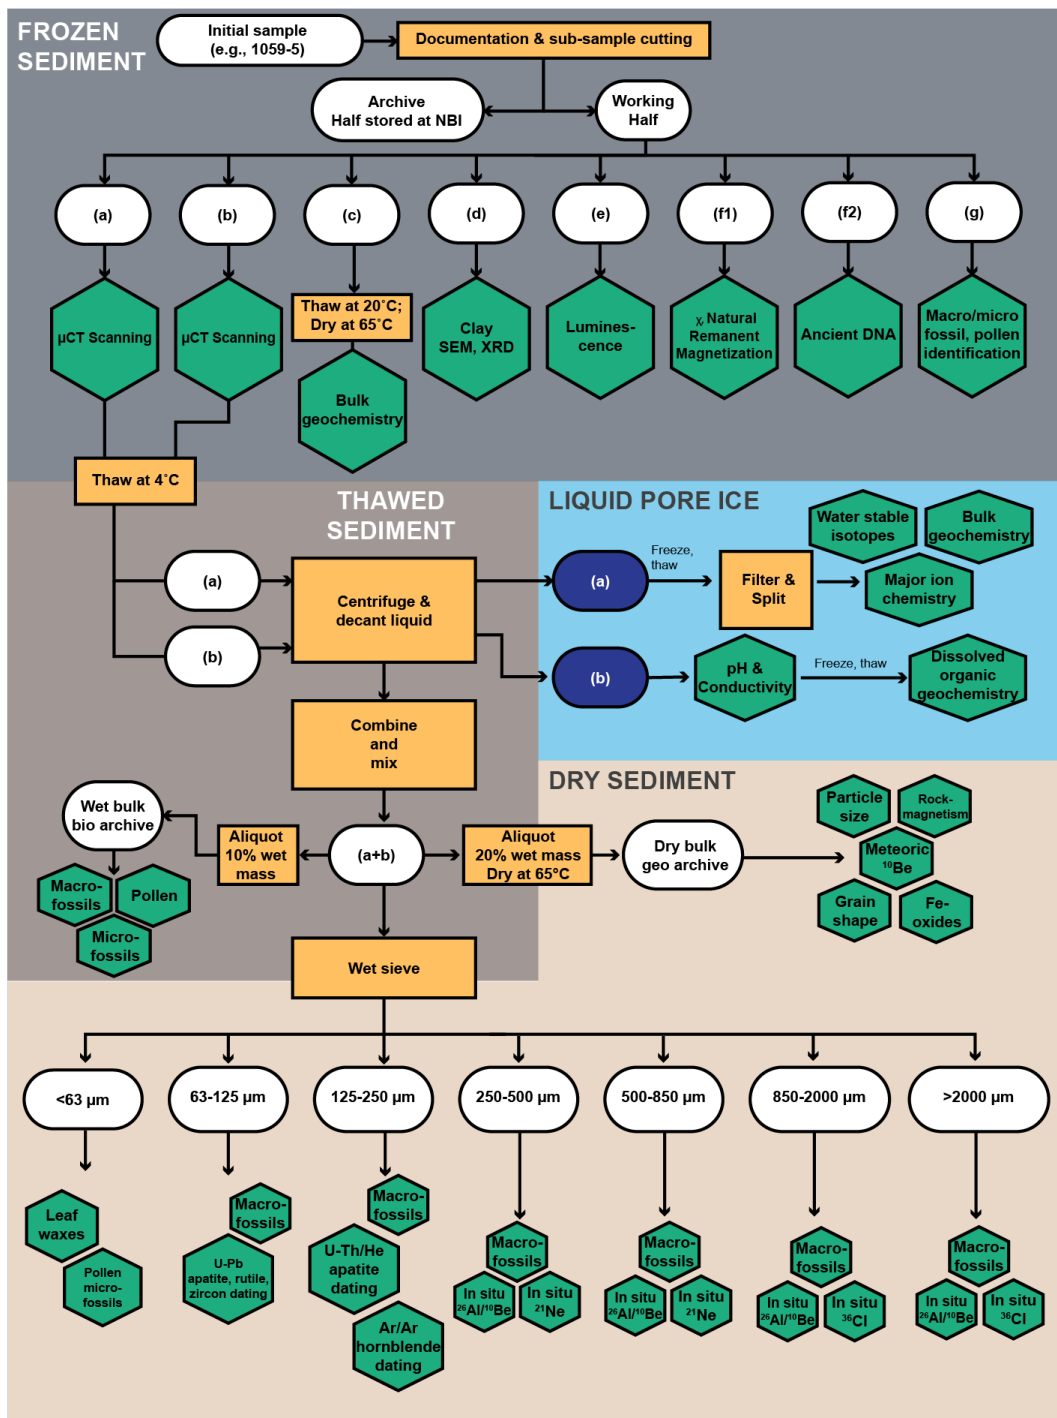 FROZEN
SEDIMENT
Initial sample
(e.g., 1059-5)
Documentation & sub-sample cutting
Archive
Half stored at NBI
Working
Half
(a)
(b)
(c)
(d)
(e)
(f1)
(f2)
(g)
µCT Scanning
µCT Scanning
Thaw at 20˚C;
Dry at 65˚C
Bulk
geochemistry
Clay
SEM, XRD
Lumines-
cence
χ, Natural
Remanent
Magnetization
Ancient DNA
Macro/micro
fossil, pollen
identification
Thaw at 4˚C
THAWED
SEDIMENT
(a)
(b)
Centrifuge &
decant liquid
Combine
and
mix
LIQUID PORE ICE
(a)
Freeze,
thaw
Filter &
Split
Water stable
isotopes
Bulk
geochemistry
Major ion
chemistry
(b)
pH &
Conductivity
Freeze, thaw
Dissolved
organic
geochemistry
Wet bulk
bio archive
Macro-
fossils
Pollen
Micro-
fossils
Aliquot
10% wet
mass
(a+b)
Aliquot
20% wet mass
Dry at 65°C
DRY SEDIMENT
Dry bulk
geo archive
Particle
size
Rock-
magnetism
Meteoric
¹⁰Be
Grain
shape
Fe-
oxides
Wet sieve
<63 µm
63-125 µm
125-250 µm
250-500 µm
500-850 µm
850-2000 µm
>2000 µm
Leaf
waxes
Pollen
micro-
fossils
Macro-
fossils
U-Pb
apatite, rutile,
zircon dating
Macro-
fossils
U-Th/He
apatite
dating
Ar/Ar
hornblende
dating
Macro-
fossils
In situ
²⁶Al/¹⁰Be
In situ
²¹Ne
Macro-
fossils
In situ
²⁶Al/¹⁰Be
In situ
²¹Ne
Macro-
fossils
In situ
²⁶Al/¹⁰Be
In situ
³⁶Cl
Macro-
fossils
In situ
²⁶Al/¹⁰Be
In situ
³⁶Cl